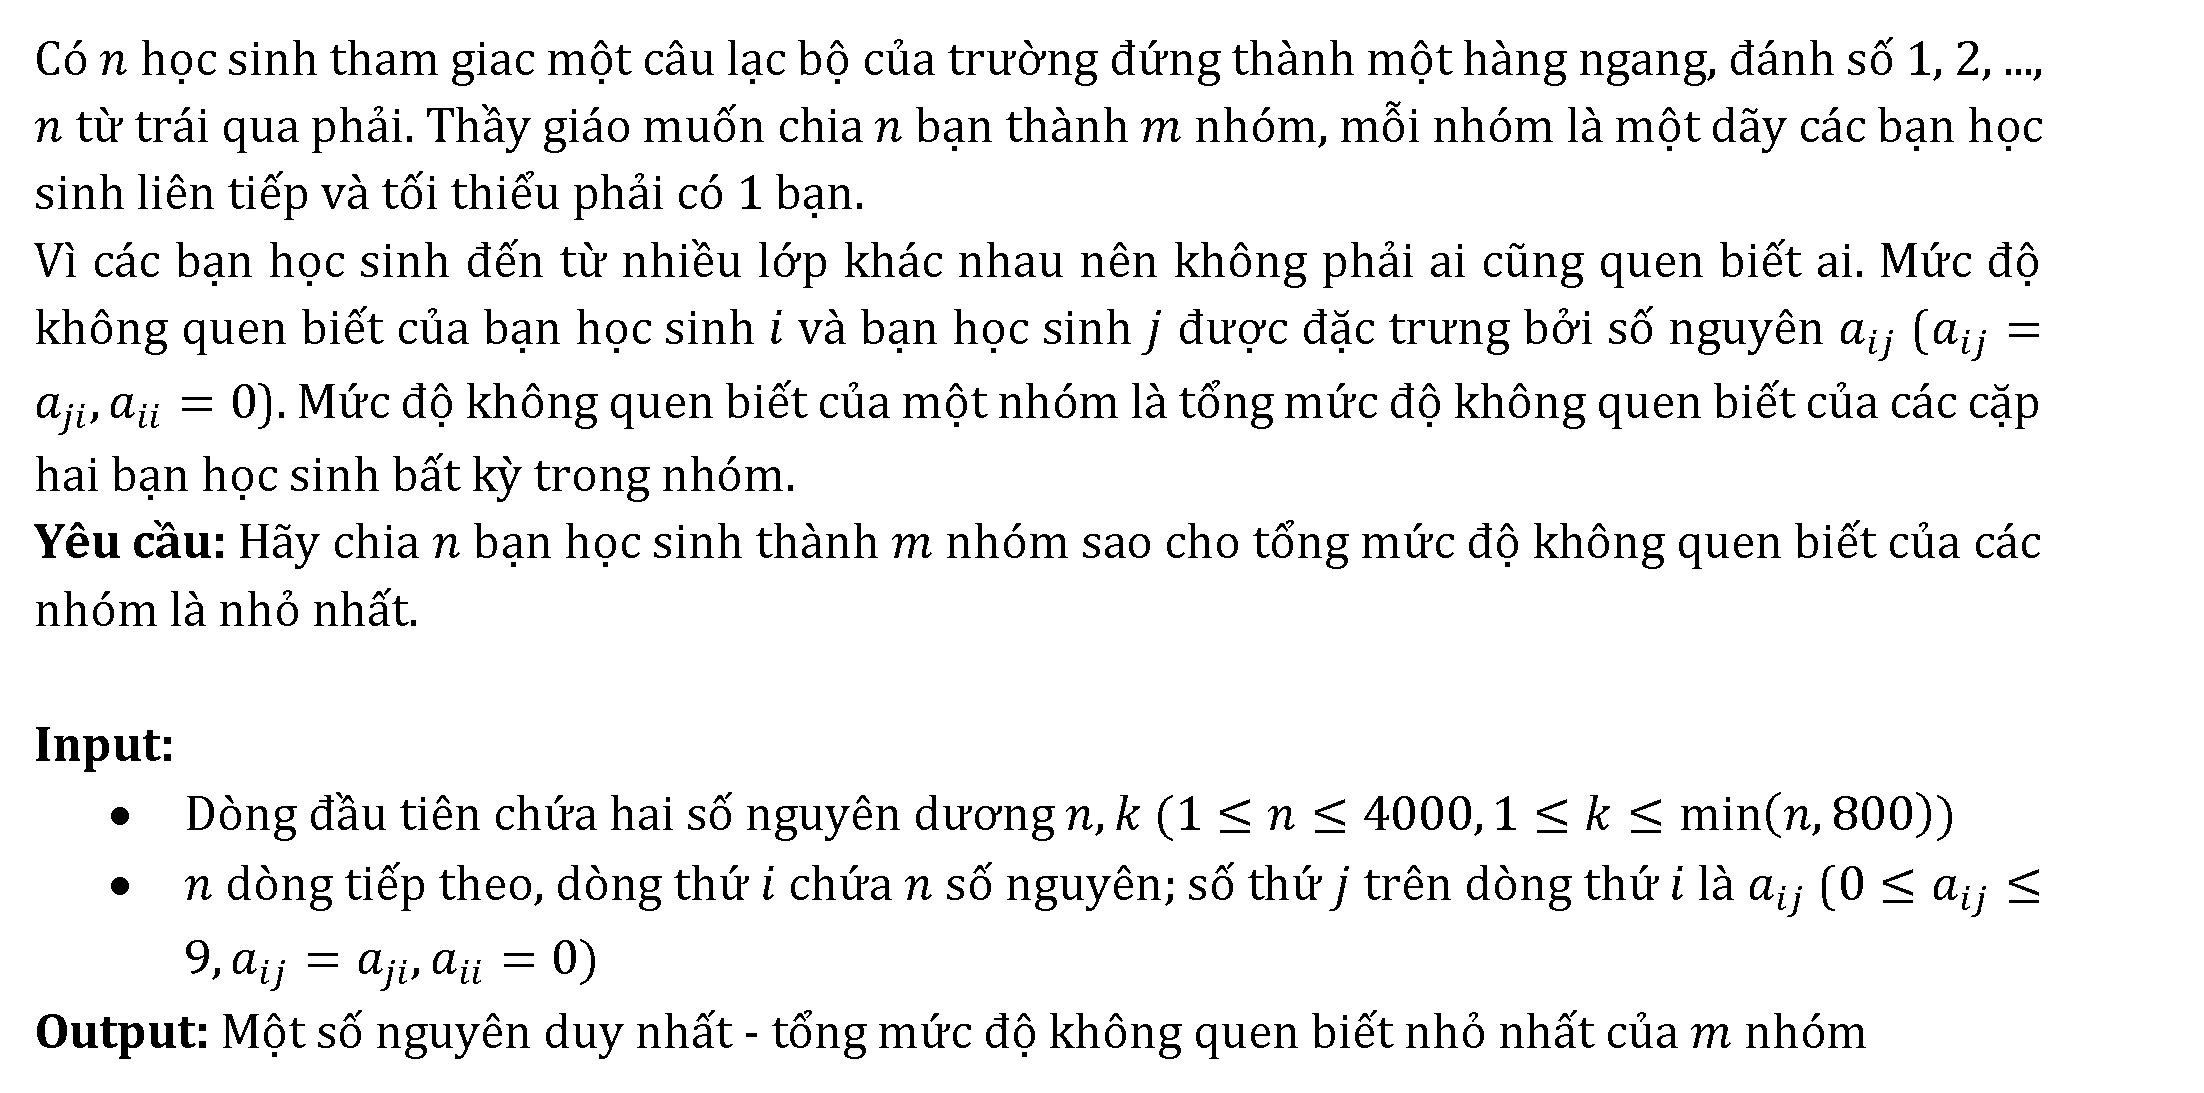 Có n học sinh tham giac một câu lạc bộ của trường đứng thành một hàng ngang, đánh số 1, 2, ...,
n từ trái qua phải. Thầy giáo muốn chia n bạn thành m nhóm, mỗi nhóm là một dãy các bạn học
sinh liên tiếp và tối thiểu phải có 1 bạn.
Vì các bạn học sinh đến từ nhiều lớp khác nhau nên không phải ai cũng quen biết ai. Mức độ
không quen biết của bạn học sinh i và bạn học sinh j được đặc trưng bởi số nguyên a_{ij} (a_{ij} =
a_{ji}, a_{ii} = 0). Mức độ không quen biết của một nhóm là tổng mức độ không quen biết của các cặp
hai bạn học sinh bất kỳ trong nhóm.
Yêu cầu: Hãy chia n bạn học sinh thành m nhóm sao cho tổng mức độ không quen biết của các
nhóm là nhỏ nhất.
Input:
• Dòng đầu tiên chứa hai số nguyên dương n, k (1 ≤ n ≤ 4000, 1 ≤ k ≤ min(n, 800))
• n dòng tiếp theo, dòng thứ i chứa n số nguyên; số thứ j trên dòng thứ i là a_{ij} (0 ≤ a_{ij} ≤
9, a_{ij} = a_{ji}, a_{ii} = 0)
Output: Một số nguyên duy nhất - tổng mức độ không quen biết nhỏ nhất của m nhóm